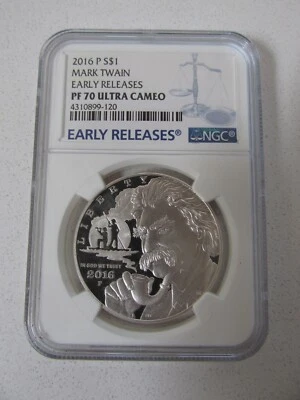 2016 P S$1
MARK TWAIN
EARLY RELEASES
PF 70 ULTRA CAMEO
4310899-120
EARLY RELEASES®
NGC®
LIBERTY
IN GOD WE TRUST
2016
P